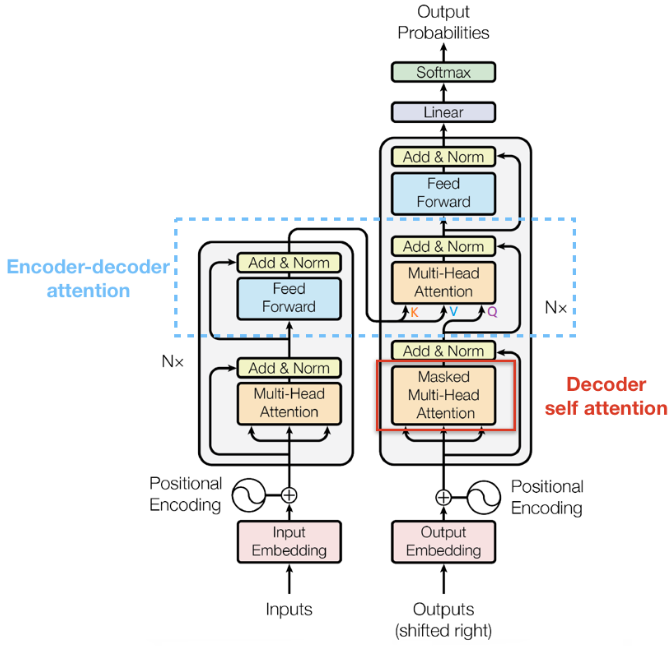 Output
Probabilities
Softmax
Linear
Add & Norm
Feed
Forward
Add & Norm
Multi-Head
Attention
K
V
Q
Nx
Add & Norm
Masked
Multi-Head
Attention
Decoder
self attention
Encoder-decoder
attention
Add & Norm
Feed
Forward
Nx
Add & Norm
Multi-Head
Attention
Positional
Encoding
Positional
Encoding
Input
Embedding
Output
Embedding
Inputs
Outputs
(shifted right)